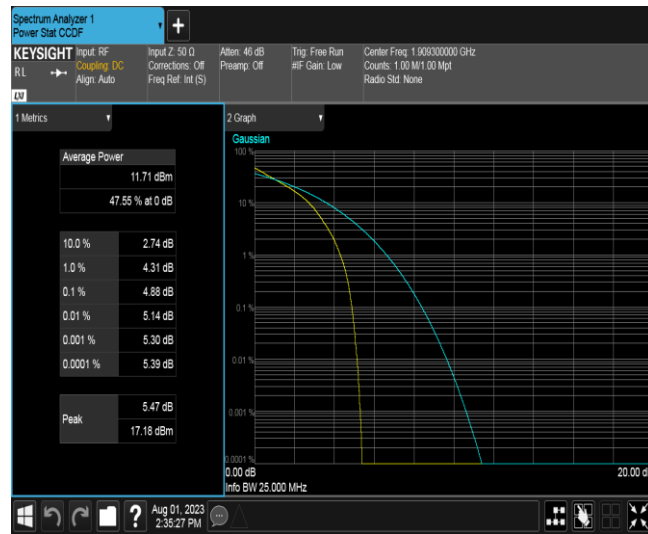 Spectrum Analyzer 1
Power Stat CCDF
+
KEYSIGHT
RL
LXI
Input: RF
Coupling: DC
Align: Auto
Input Z: 50 Ω
Corrections: Off
Freq Ref: Int (S)
Atten: 46 dB
Preamp: Off
Trig: Free Run
#IF Gain: Low
Center Freq: 1.909300000 GHz
Counts: 1.00 M/1.00 Mpt
Radio Std: None
1 Metrics
Average Power
11.71 dBm
47.55 % at 0 dB
10.0 % 2.74 dB
1.0 % 4.31 dB
0.1 % 4.88 dB
0.01 % 5.14 dB
0.001 % 5.30 dB
0.0001 % 5.39 dB
Peak
5.47 dB
17.18 dBm
2 Graph
Gaussian
100 %
10 %
1 %
0.1 %
0.01 %
0.001 %
0.0001 %
0.00 dB
20.00 d
Info BW 25.000 MHz
?
Aug 01, 2023
2:35:27 PM